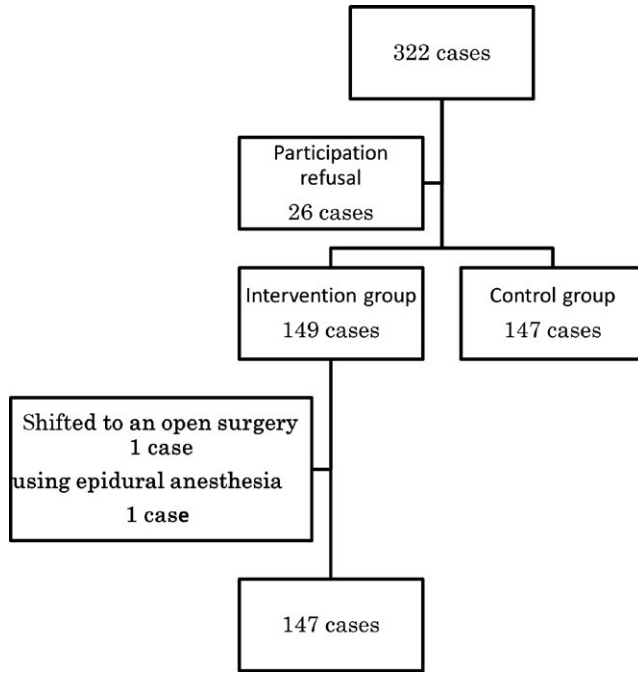 322 cases
Participation
refusal
26 cases
Intervention group
149 cases
Control group
147 cases
Shifted to an open surgery
1 case
using epidural anesthesia
1 case
147 cases